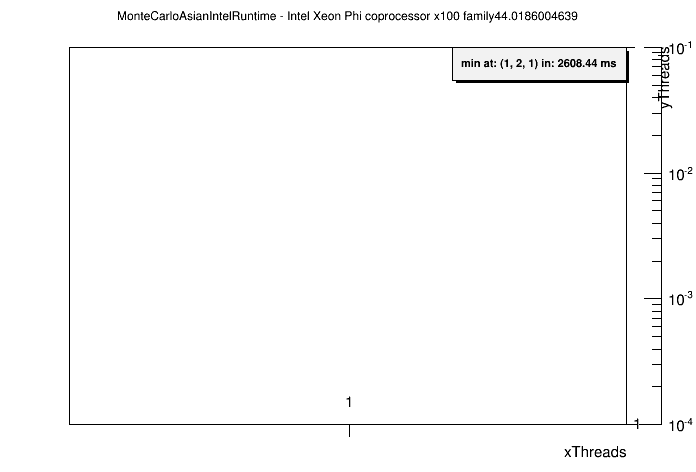 MonteCarloAsianIntelRuntime - Intel Xeon Phi coprocessor x100 family44.0186004639
min at: (1, 2, 1) in: 2608.44 ms
10-1
yThreads
10-2
10-3
1
1
10-4
xThreads